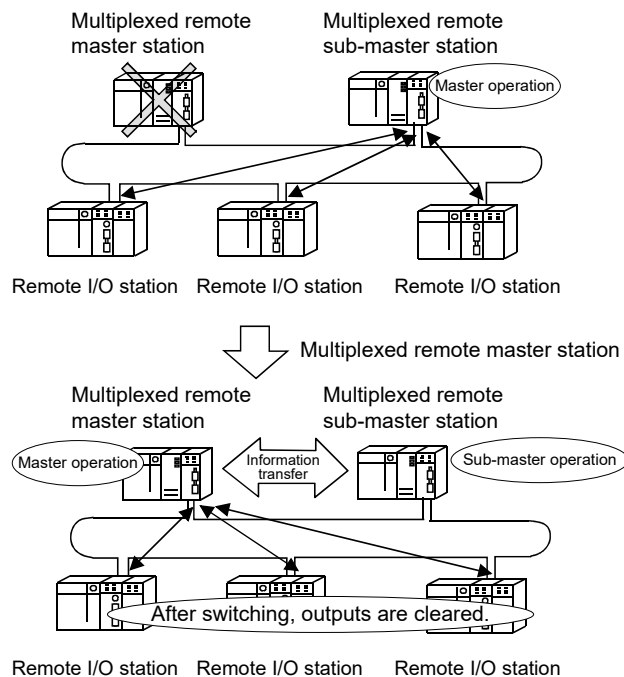 Multiplexed remote
master station
Multiplexed remote
sub-master station
Master operation
Remote I/O station
Remote I/O station
Remote I/O station
Multiplexed remote master station
Multiplexed remote
master station
Multiplexed remote
sub-master station
Master operation
Information
transfer
Sub-master operation
After switching, outputs are cleared.
Remote I/O station
Remote I/O station
Remote I/O station